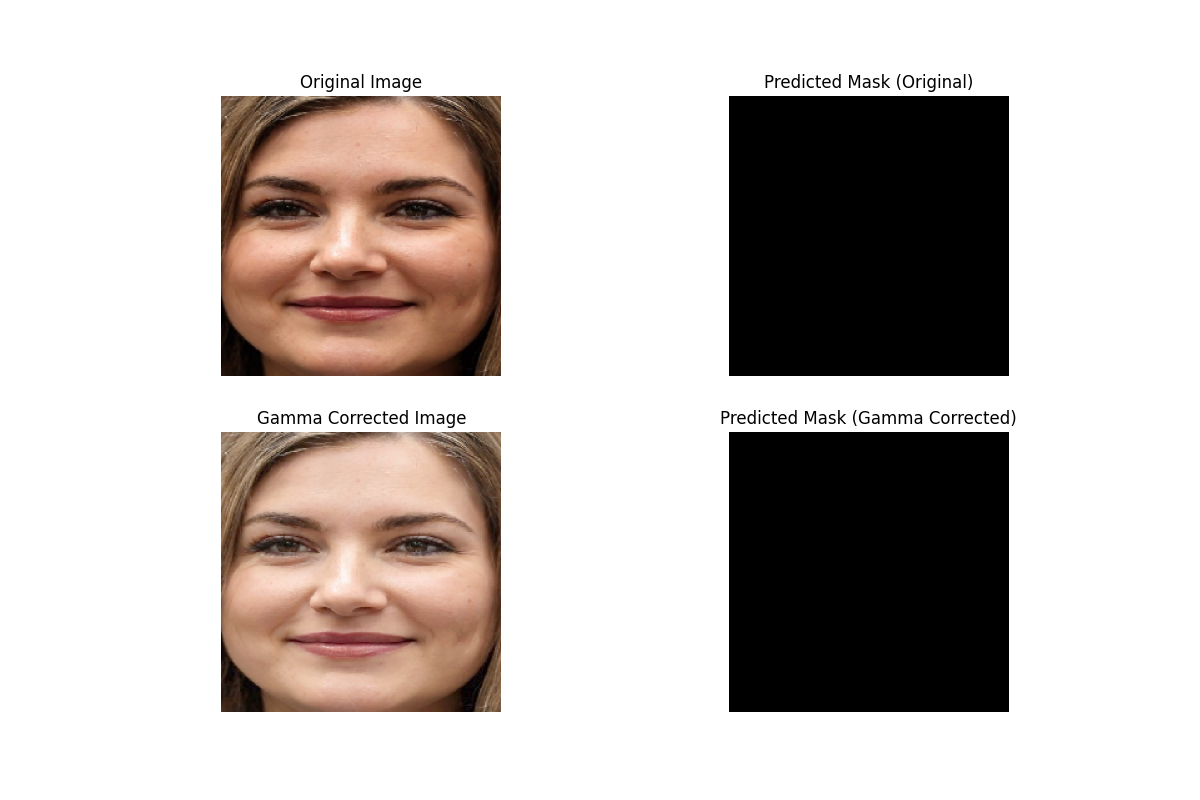 Original Image
Predicted Mask (Original)
Gamma Corrected Image
Predicted Mask (Gamma Corrected)